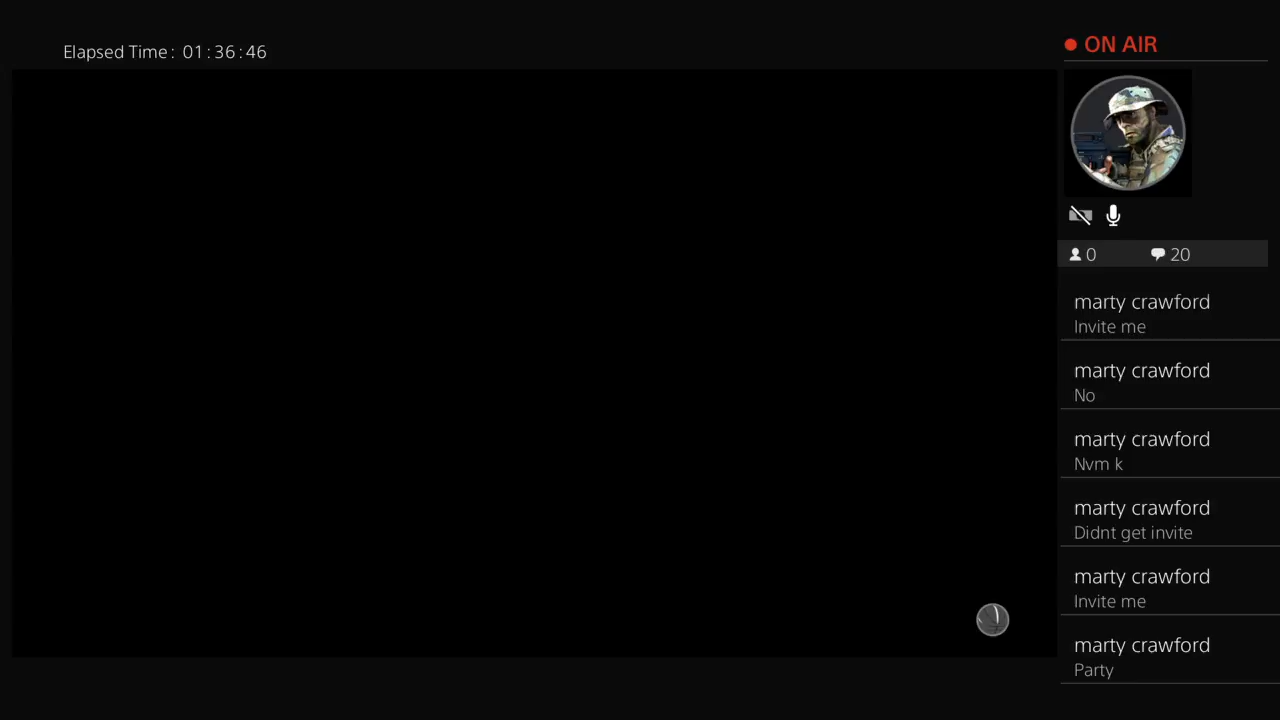 Elapsed Time: 01:36:46
ON AIR
0
20
marty crawford
Invite me
marty crawford
No
marty crawford
Nvm k
marty crawford
Didnt get invite
marty crawford
Invite me
marty crawford
Party